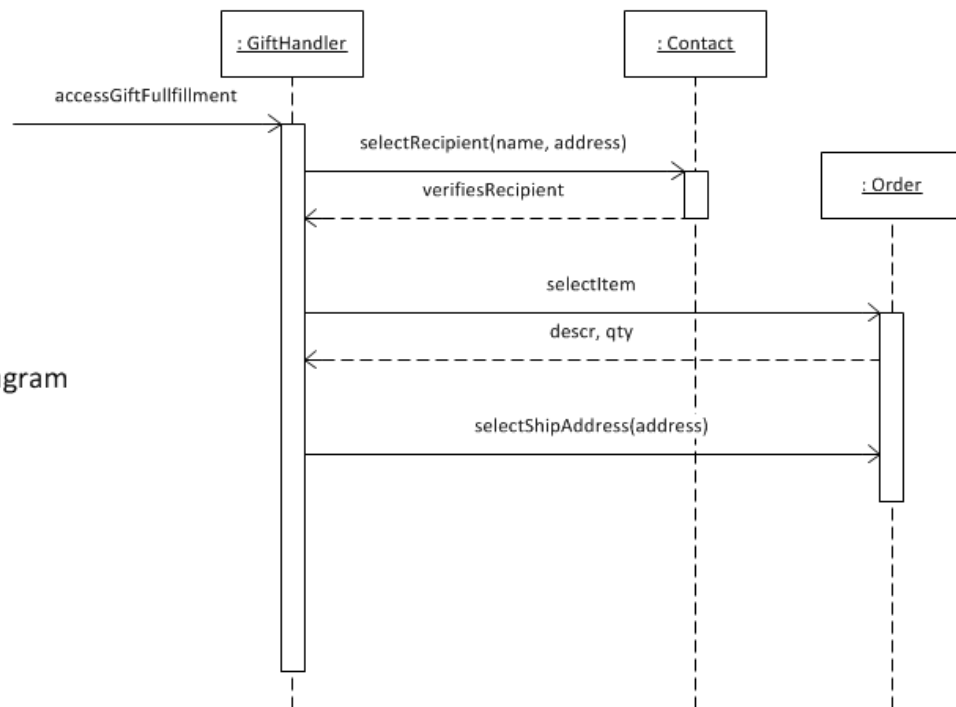 : GiftHandler
: Contact
accessGiftFullfillment
selectRecipient(name, address)
verifiesRecipient
: Order
selectItem
descr, qty
gram
selectShipAddress(address)